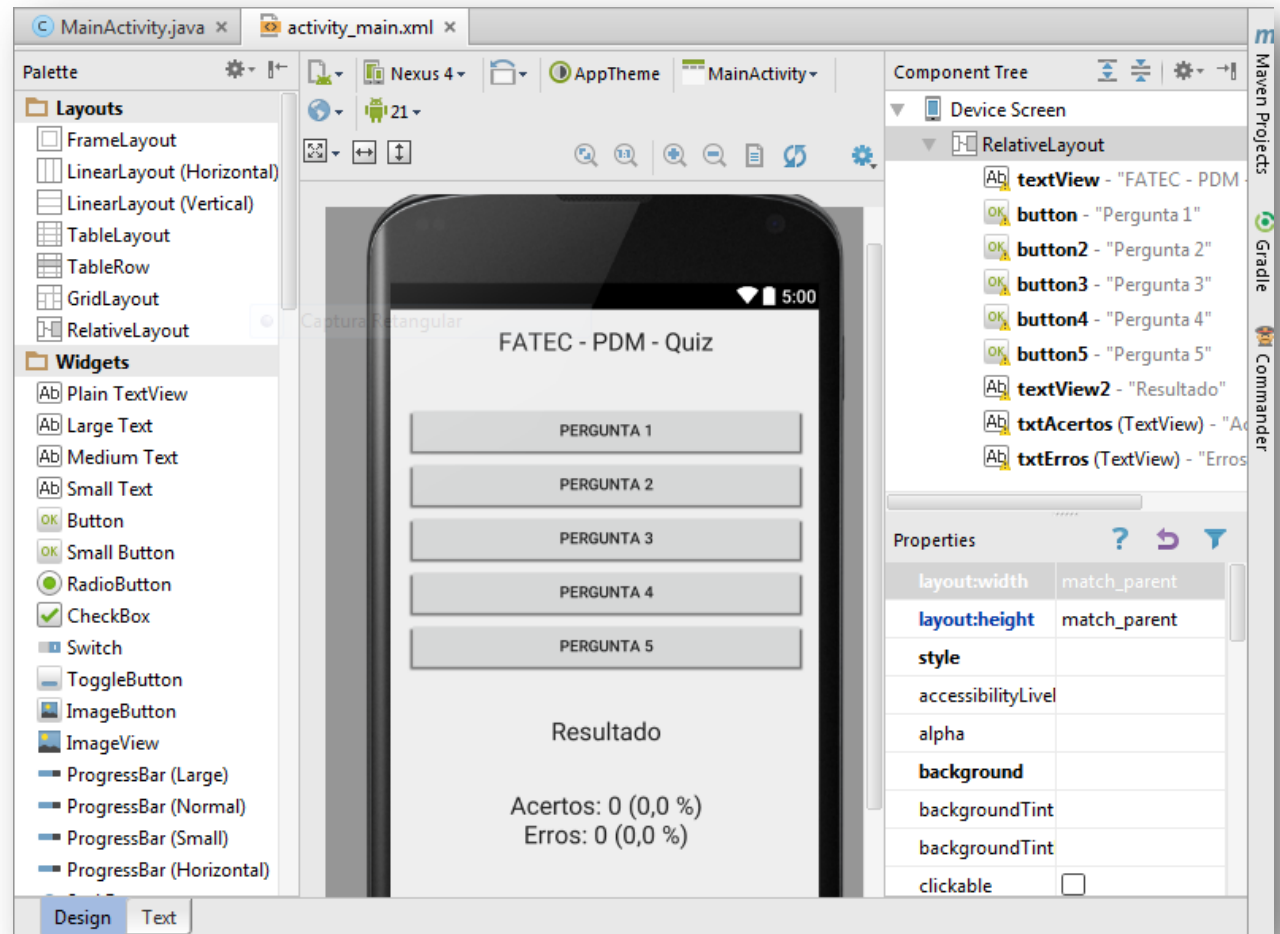 MainActivity.java
activity_main.xml
Palette
Layouts
FrameLayout
LinearLayout (Horizontal)
LinearLayout (Vertical)
TableLayout
TableRow
GridLayout
RelativeLayout
Widgets
Plain TextView
Large Text
Medium Text
Small Text
Button
Small Button
RadioButton
CheckBox
Switch
ToggleButton
ImageButton
ImageView
ProgressBar (Large)
ProgressBar (Normal)
ProgressBar (Small)
ProgressBar (Horizontal)
Design
Text
Nexus 4
AppTheme
MainActivity
21
Captura Retangular
5:00
FATEC - PDM - Quiz
PERGUNTA 1
PERGUNTA 2
PERGUNTA 3
PERGUNTA 4
PERGUNTA 5
Resultado
Acertos: 0 (0,0 %)
Erros: 0 (0,0 %)
Component Tree
Device Screen
RelativeLayout
textView - "FATEC - PDM -
button - "Pergunta 1"
button2 - "Pergunta 2"
button3 - "Pergunta 3"
button4 - "Pergunta 4"
button5 - "Pergunta 5"
textView2 - "Resultado"
txtAcertos (TextView) - "Ac
txtErros (TextView) - "Erros
Properties
layout:width match_parent
layout:height match_parent
style
accessibilityLivel
alpha
background
backgroundTint
backgroundTint
clickable
Maven Projects
Gradle
Commander